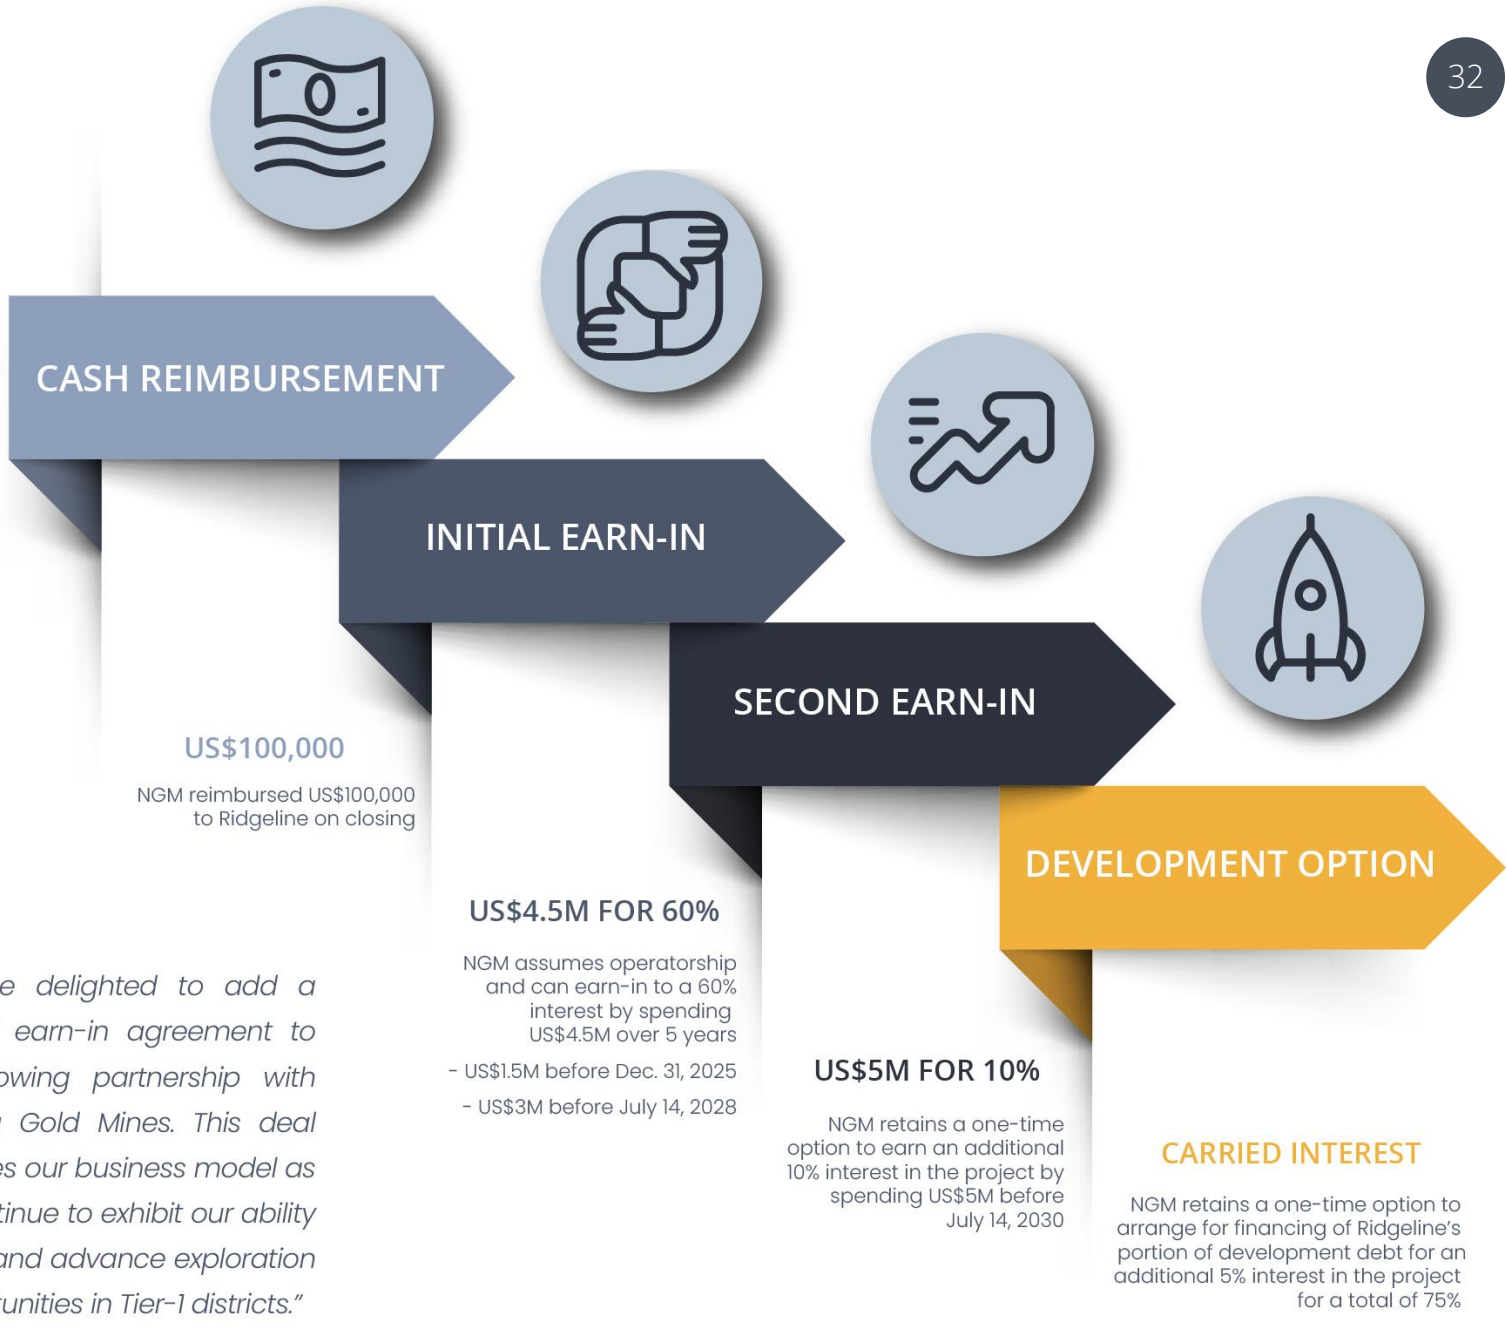 32
CASH REIMBURSEMENT
INITIAL EARN-IN
SECOND EARN-IN
DEVELOPMENT OPTION
US$100,000
NGM reimbursed US$100,000
to Ridgeline on closing
US$4.5M FOR 60%
NGM assumes operatorship
and can earn-in to a 60%
interest by spending
US$4.5M over 5 years
- US$1.5M before Dec. 31, 2025
- US$3M before July 14, 2028
US$5M FOR 10%
NGM retains a one-time
option to earn an additional
10% interest in the project by
spending US$5M before
July 14, 2030
CARRIED INTEREST
NGM retains a one-time option to
arrange for financing of Ridgeline's
portion of development debt for an
additional 5% interest in the project
for a total of 75%
delighted to add a
earn-in agreement to
partnership with
Gold Mines. This deal
our business model as
to exhibit our ability
and advance exploration
in Tier-1 districts."